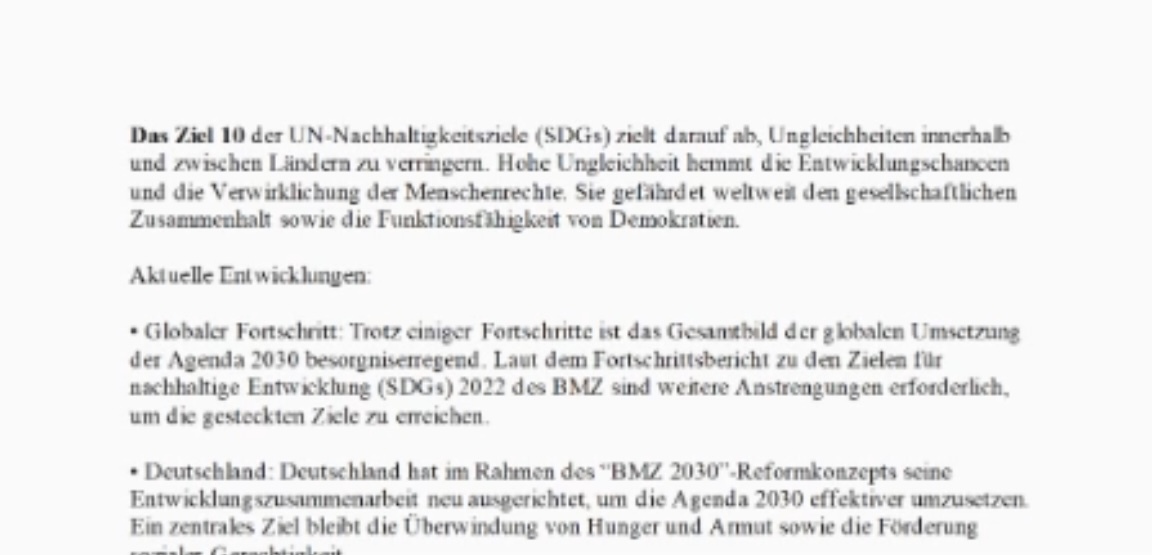 Das Ziel 10 der UN-Nachhaltigkeitsziele (SDGs) zielt darauf ab, Ungleichheiten innerhalb
und zwischen Ländern zu verringern. Hohe Ungleichheit hemmt die Entwicklungschancen
und die Verwirklichung der Menschenrechte. Sie gefährdet weltweit den gesellschaftlichen
Zusammenhalt sowie die Funktionsfähigkeit von Demokratien.
Aktuelle Entwicklungen:
• Globaler Fortschritt: Trotz einiger Fortschritte ist das Gesamtbild der globalen Umsetzung
der Agenda 2030 besorgniserregend. Laut dem Fortschrittsbericht zu den Zielen für
nachhaltige Entwicklung (SDGs) 2022 des BMZ sind weitere Anstrengungen erforderlich,
um die gesteckten Ziele zu erreichen.
• Deutschland: Deutschland hat im Rahmen des "BMZ 2030"-Reformkonzepts seine
Entwicklungszusammenarbeit neu ausgerichtet, um die Agenda 2030 effektiver umzusetzen.
Ein zentrales Ziel bleibt die Überwindung von Hunger und Armut sowie die Förderung
sozialer Gerechtigkeit